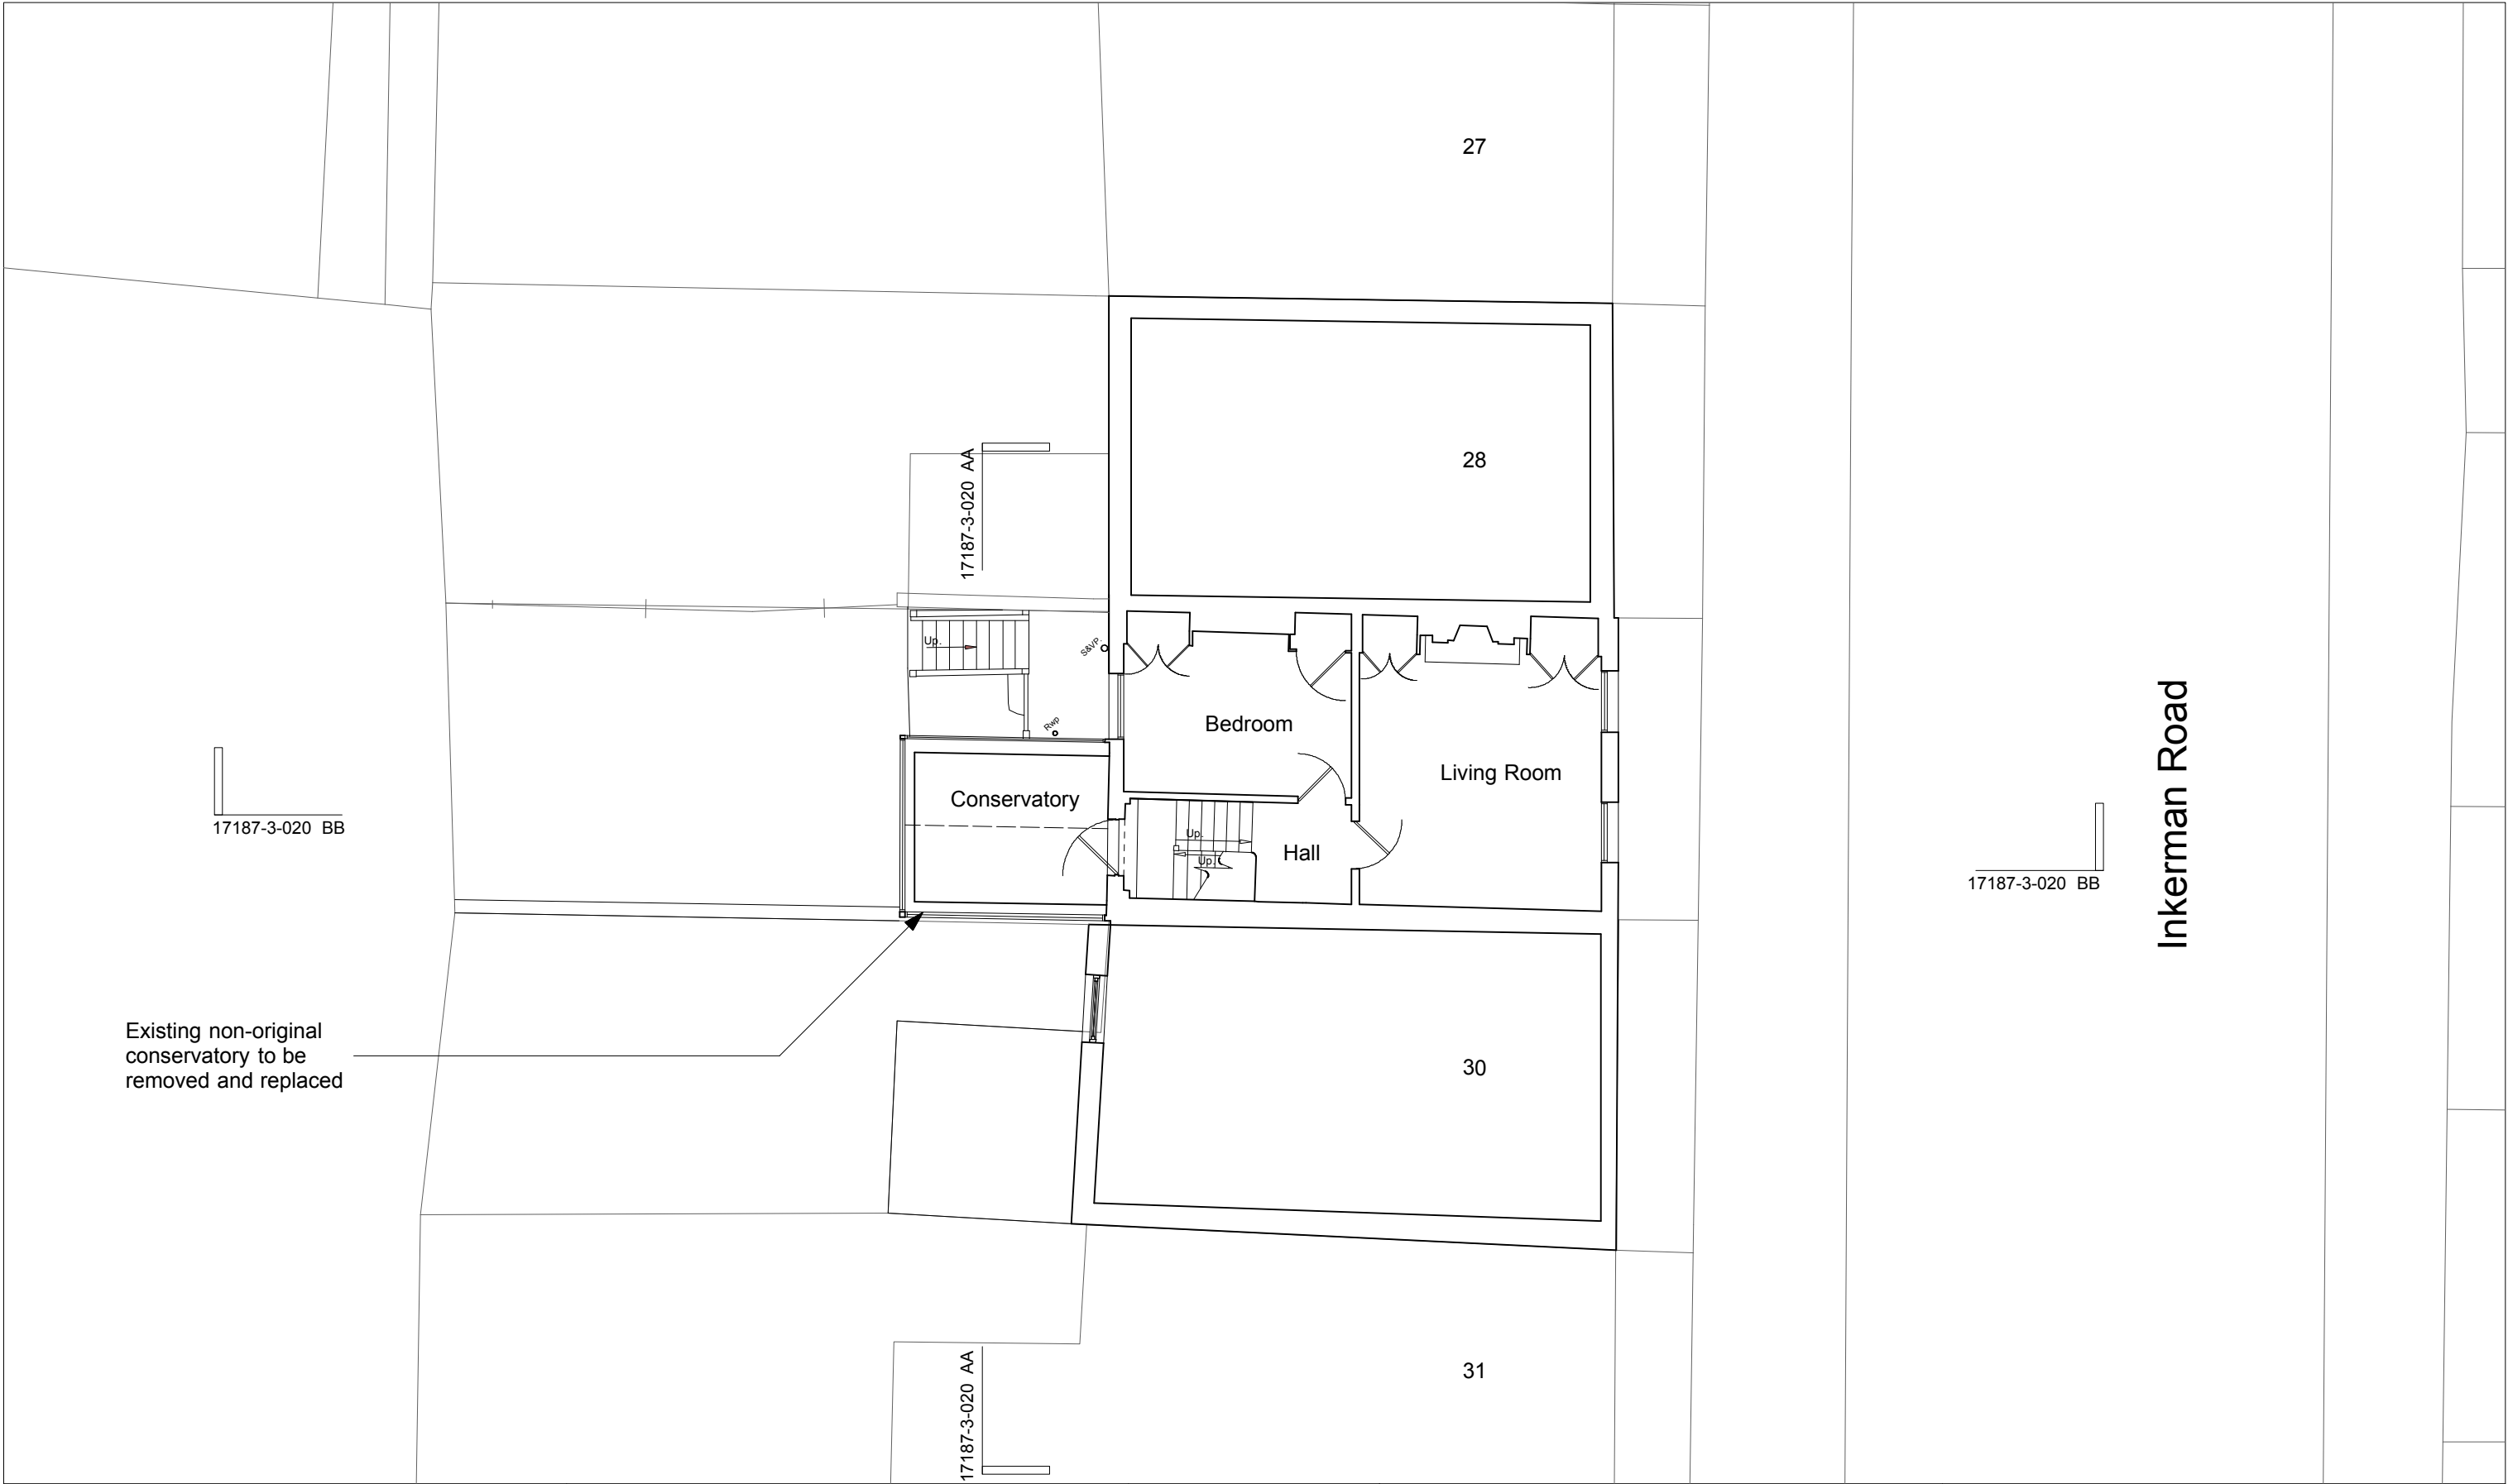 27
28
17187-3-020 AA
Up.
S&VP.
Rwp
Bedroom
Living Room
Conservatory
Up.
Up.
Hall
17187-3-020 BB
17187-3-020 BB
Inkerman Road
Existing non-original
conservatory to be
removed and replaced
30
31
17187-3-020 AA